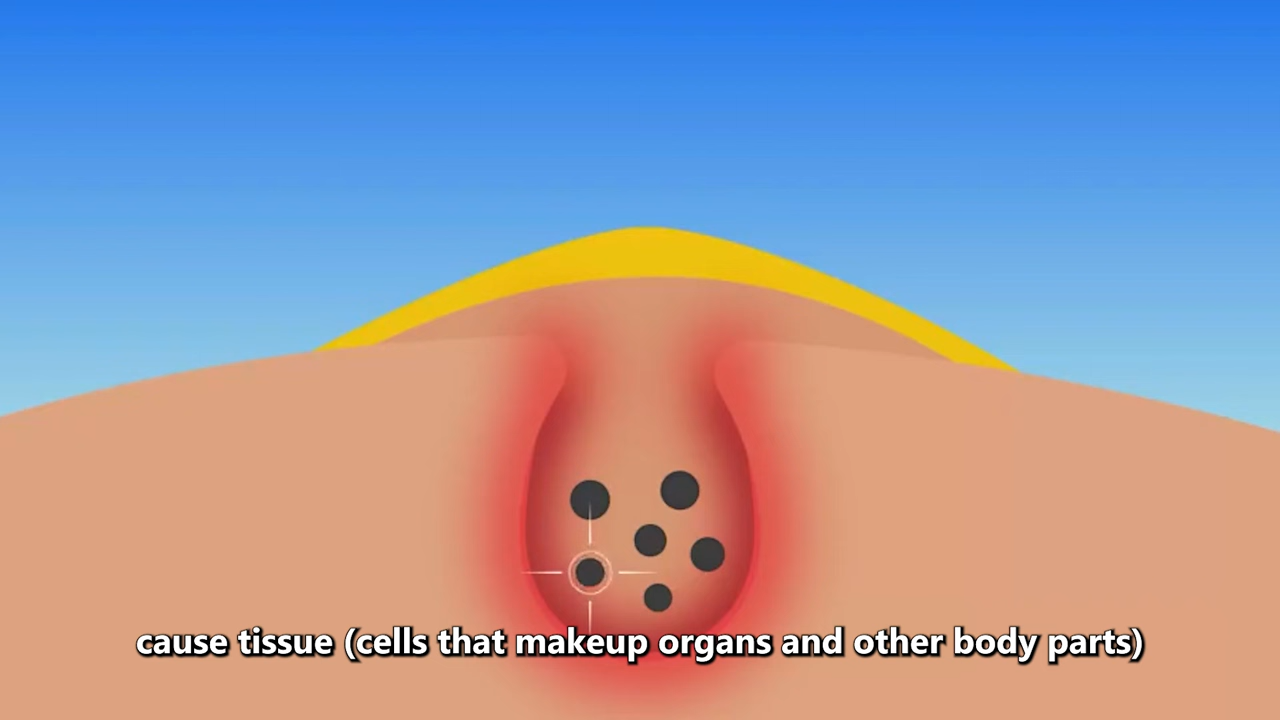 cause tissue (cells that makeup organs and other body parts)